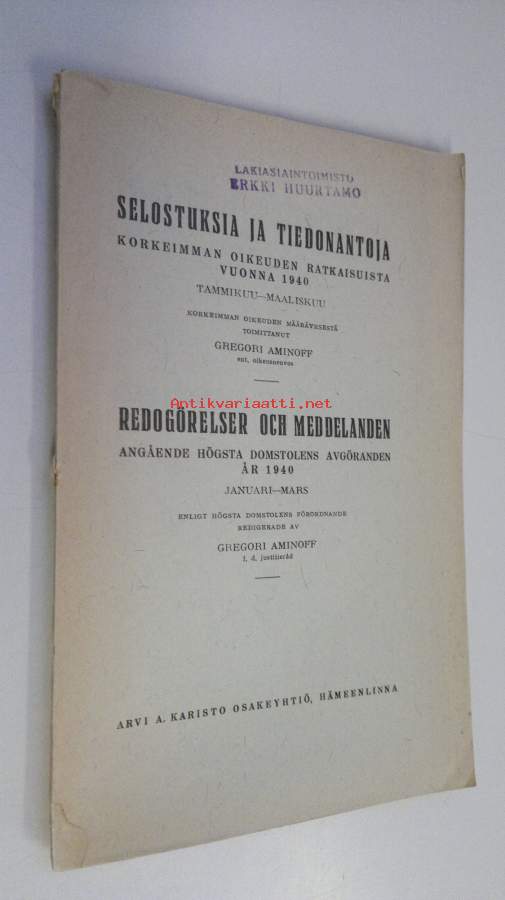 LAKIASIAINTOIMISTO
ERKKI HUURTAMO
SELOSTUKSIA JA TIEDONANTOJA
KORKEIMMAN OIKEUDEN RATKAISUISTA
VUONNA 1940
TAMMIKUU—MAALISKUU
KORKEIMMAN OIKEUDEN MÄÄRÄYKSESTÄ
TOIMITTANUT
GREGORI AMINOFF
ent. oikeusneuvos
Antikvariaatti.net
REDOGÖRELSER OCH MEDDELANDEN
ANGÅENDE HÖGSTA DOMSTOLENS AVGÖRANDEN
ÅR 1940
JANUARI—MARS
ENLIGT HÖGSTA DOMSTOLENS FÖRORDNANDE
REDIGERADE AV
GREGORI AMINOFF
f. d. justitieråd
ARVI A. KARISTO OSAKEYHTIÖ, HÄMEENLINNA